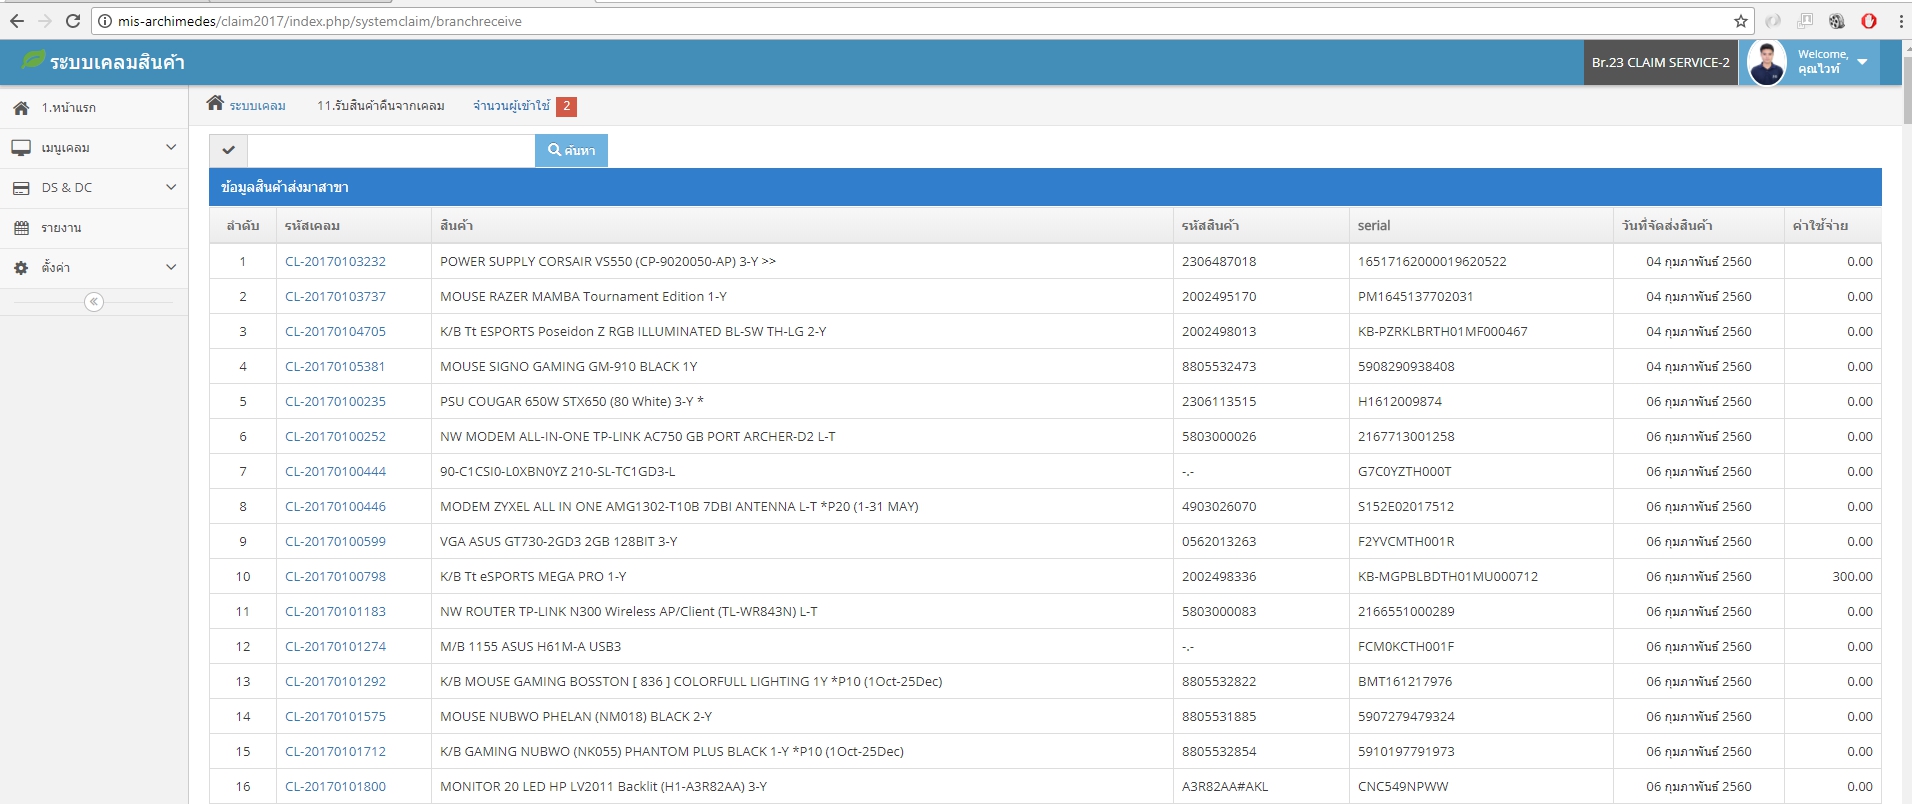 mis-archimedes/claim2017/index.php/systemclaim/branchreceive
ระบบเคลมสินค้า
Br.23 CLAIM SERVICE-2
Welcome,
คุณไวท์
1.หน้าแรก
เมนูเคลม
DS & DC
รายงาน
ตั้งค่า
ระบบเคลม 11.รับสินค้าคืนจากเคลม จำนวนผู้เข้าใช้ 2
ค้นหา
ข้อมูลสินค้าส่งมาสาขา
ลำดับ รหัสเคลม สินค้า รหัสสินค้า serial วันที่จัดส่งสินค้า ค่าใช้จ่าย
1 CL-20170103232 POWER SUPPLY CORSAIR VS550 (CP-9020050-AP) 3-Y >> 2306487018 16517162000019620522 04 กุมภาพันธ์ 2560 0.00
2 CL-20170103737 MOUSE RAZER MAMBA Tournament Edition 1-Y 2002495170 PM1645137702031 04 กุมภาพันธ์ 2560 0.00
3 CL-20170104705 K/B Tt ESPORTS Poseidon Z RGB ILLUMINATED BL-SW TH-LG 2-Y 2002498013 KB-PZRKLBRTH01MF000467 04 กุมภาพันธ์ 2560 0.00
4 CL-20170105381 MOUSE SIGNO GAMING GM-910 BLACK 1Y 8805532473 5908290938408 04 กุมภาพันธ์ 2560 0.00
5 CL-20170100235 PSU COUGAR 650W STX650 (80 White) 3-Y * 2306113515 H1612009874 06 กุมภาพันธ์ 2560 0.00
6 CL-20170100252 NW MODEM ALL-IN-ONE TP-LINK AC750 GB PORT ARCHER-D2 L-T 5803000026 2167713001258 06 กุมภาพันธ์ 2560 0.00
7 CL-20170100444 90-C1CSI0-L0XBN0YZ 210-SL-TC1GD3-L -.- G7C0YZTH000T 06 กุมภาพันธ์ 2560 0.00
8 CL-20170100446 MODEM ZYXEL ALL IN ONE AMG1302-T10B 7DBI ANTENNA L-T *P20 (1-31 MAY) 4903026070 S152E02017512 06 กุมภาพันธ์ 2560 0.00
9 CL-20170100599 VGA ASUS GT730-2GD3 2GB 128BIT 3-Y 0562013263 F2YVCMTH001R 06 กุมภาพันธ์ 2560 0.00
10 CL-20170100798 K/B Tt eSPORTS MEGA PRO 1-Y 2002498336 KB-MGPBLBDTH01MU000712 06 กุมภาพันธ์ 2560 300.00
11 CL-20170101183 NW ROUTER TP-LINK N300 Wireless AP/Client (TL-WR843N) L-T 5803000083 2166551000289 06 กุมภาพันธ์ 2560 0.00
12 CL-20170101274 M/B 1155 ASUS H61M-A USB3 -.- FCM0KCTH001F 06 กุมภาพันธ์ 2560 0.00
13 CL-20170101292 K/B MOUSE GAMING BOSSTON [ 836 ] COLORFULL LIGHTING 1Y *P10 (1Oct-25Dec) 8805532822 BMT161217976 06 กุมภาพันธ์ 2560 0.00
14 CL-20170101575 MOUSE NUBWO PHELAN (NM018) BLACK 2-Y 8805531885 5907279479324 06 กุมภาพันธ์ 2560 0.00
15 CL-20170101712 K/B GAMING NUBWO (NK055) PHANTOM PLUS BLACK 1-Y *P10 (1Oct-25Dec) 8805532854 5910197791973 06 กุมภาพันธ์ 2560 0.00
16 CL-20170101800 MONITOR 20 LED HP LV2011 Backlit (H1-A3R82AA) 3-Y A3R82AA#AKL CNC549NPWW 06 กุมภาพันธ์ 2560 0.00